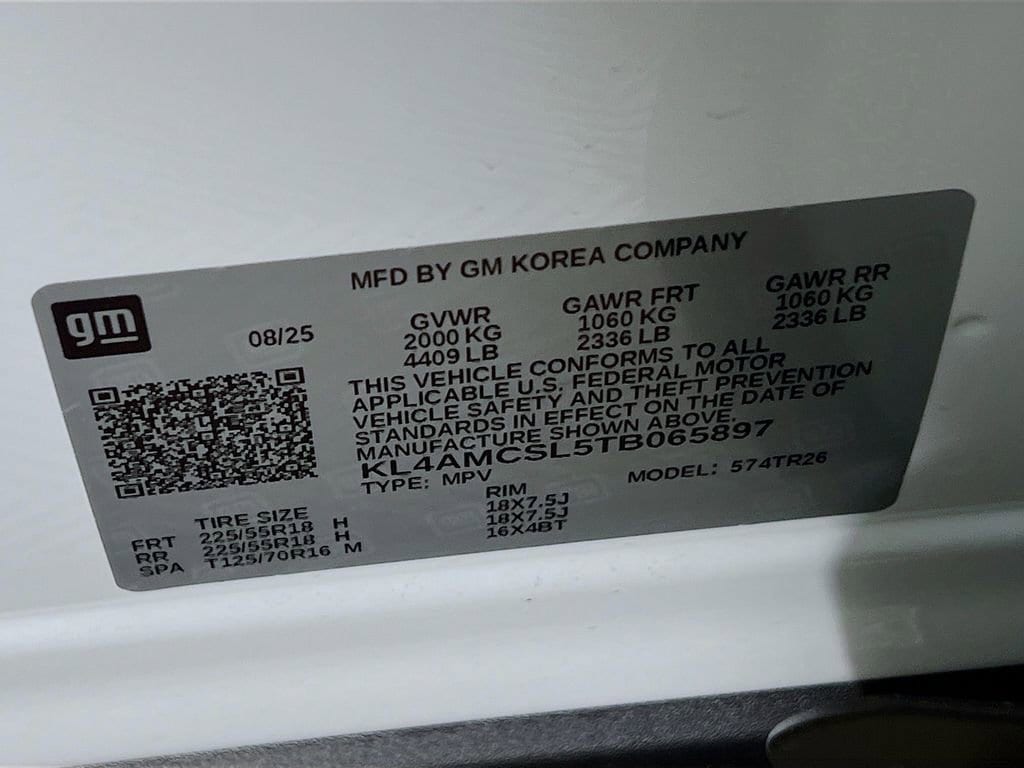 MFD BY GM KOREA COMPANY
gm
08/25
GVWR GAWR FRT GAWR RR
2000 KG 1060 KG 1060 KG
4409 LB 2336 LB 2336 LB
THIS VEHICLE CONFORMS TO ALL
APPLICABLE U.S. FEDERAL MOTOR
VEHICLE SAFETY AND THEFT PREVENTION
STANDARDS IN EFFECT ON THE DATE OF
MANUFACTURE SHOWN ABOVE.
KL4AMCSL5TB065897
TYPE: MPV MODEL: 574TR26
TIRE SIZE RIM
FRT 225/55R18 H 18X7.5J
RR 225/55R18 H 18X7.5J
SPA T125/70R16 M 16X4BT